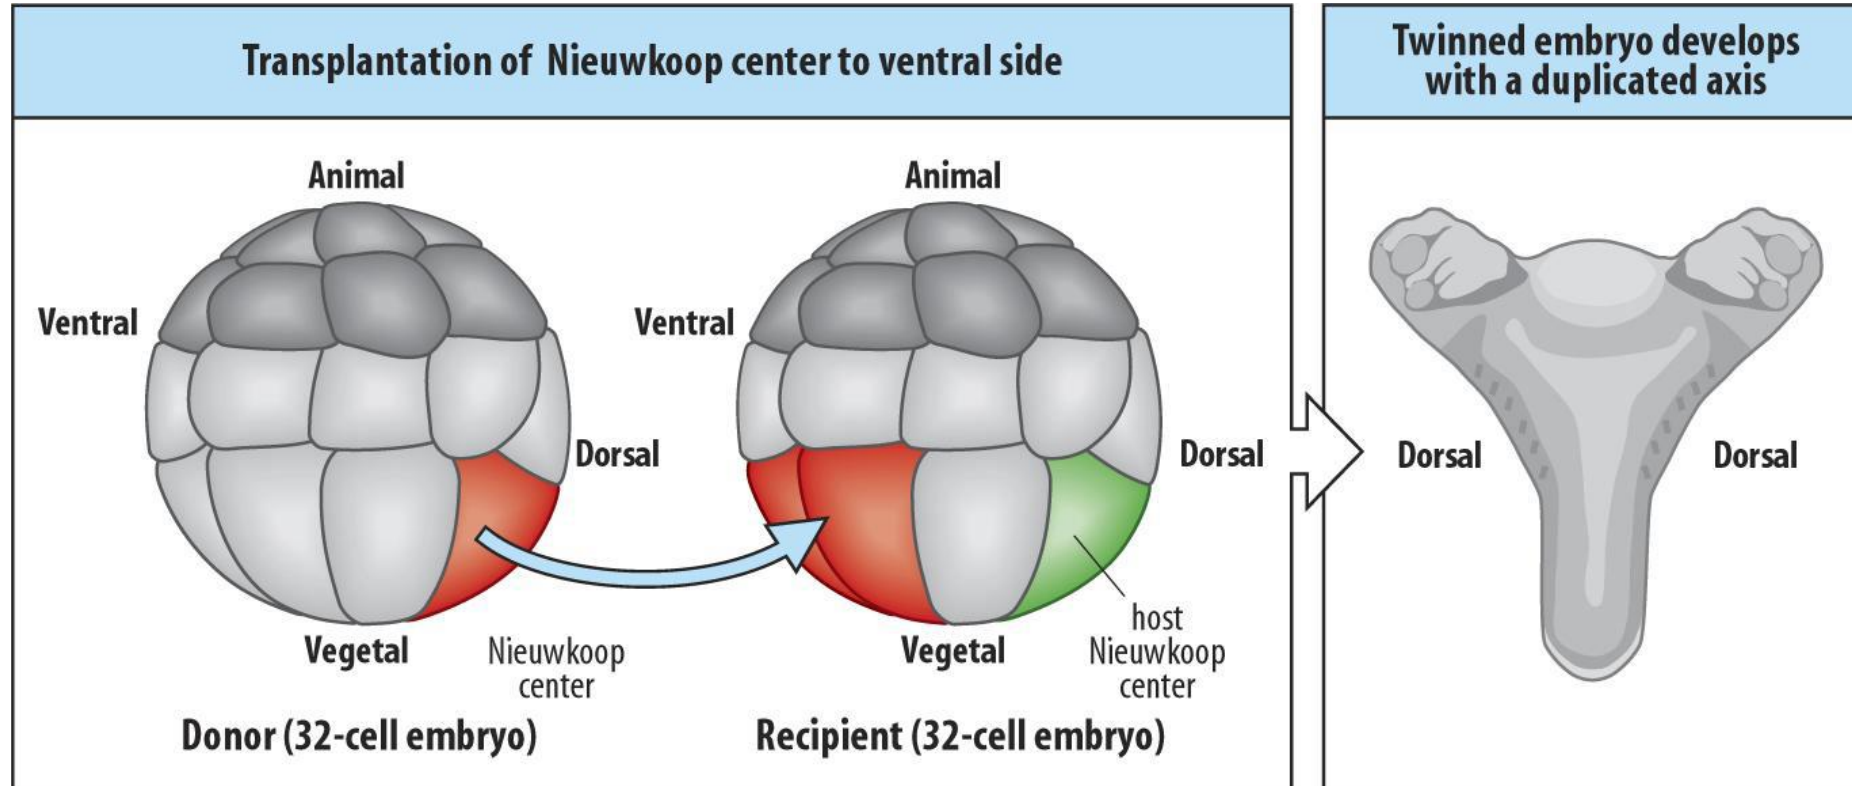 Transplantation of Nieuwkoop center to ventral side
Animal
Ventral
Dorsal
Vegetal
Nieuwkoop
center
Donor (32-cell embryo)
Animal
Ventral
Dorsal
Vegetal
host
Nieuwkoop
center
Recipient (32-cell embryo)
Twinned embryo develops
with a duplicated axis
Dorsal
Dorsal